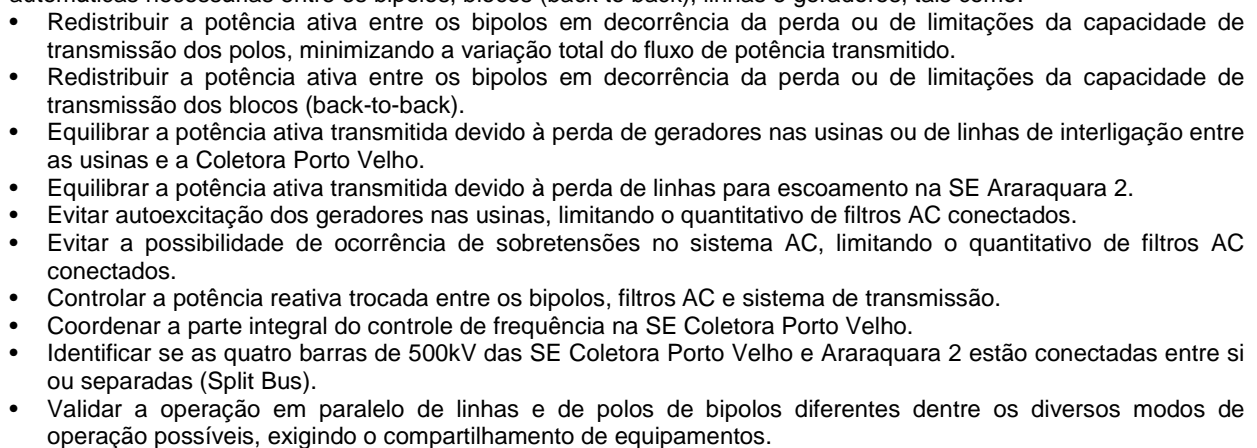 automáticas necessárias entre os bipolos, blocos (back-to-back), linhas e geradores, tais como:
• Redistribuir a potência ativa entre os bipolos em decorrência da perda ou de limitações da capacidade de
transmissão dos polos, minimizando a variação total do fluxo de potência transmitido.
• Redistribuir a potência ativa entre os bipolos em decorrência da perda ou de limitações da capacidade de
transmissão dos blocos (back-to-back).
• Equilibrar a potência ativa transmitida devido à perda de geradores nas usinas ou de linhas de interligação entre
as usinas e a Coletora Porto Velho.
• Equilibrar a potência ativa transmitida devido à perda de linhas para escoamento na SE Araraquara 2.
• Evitar autoexcitação dos geradores nas usinas, limitando o quantitativo de filtros AC conectados.
• Evitar a possibilidade de ocorrência de sobretensões no sistema AC, limitando o quantitativo de filtros AC
conectados.
• Controlar a potência reativa trocada entre os bipolos, filtros AC e sistema de transmissão.
• Coordenar a parte integral do controle de frequência na SE Coletora Porto Velho.
• Identificar se as quatro barras de 500kV das SE Coletora Porto Velho e Araraquara 2 estão conectadas entre si
ou separadas (Split Bus).
• Validar a operação em paralelo de linhas e de polos de bipolos diferentes dentre os diversos modos de
operação possíveis, exigindo o compartilhamento de equipamentos.